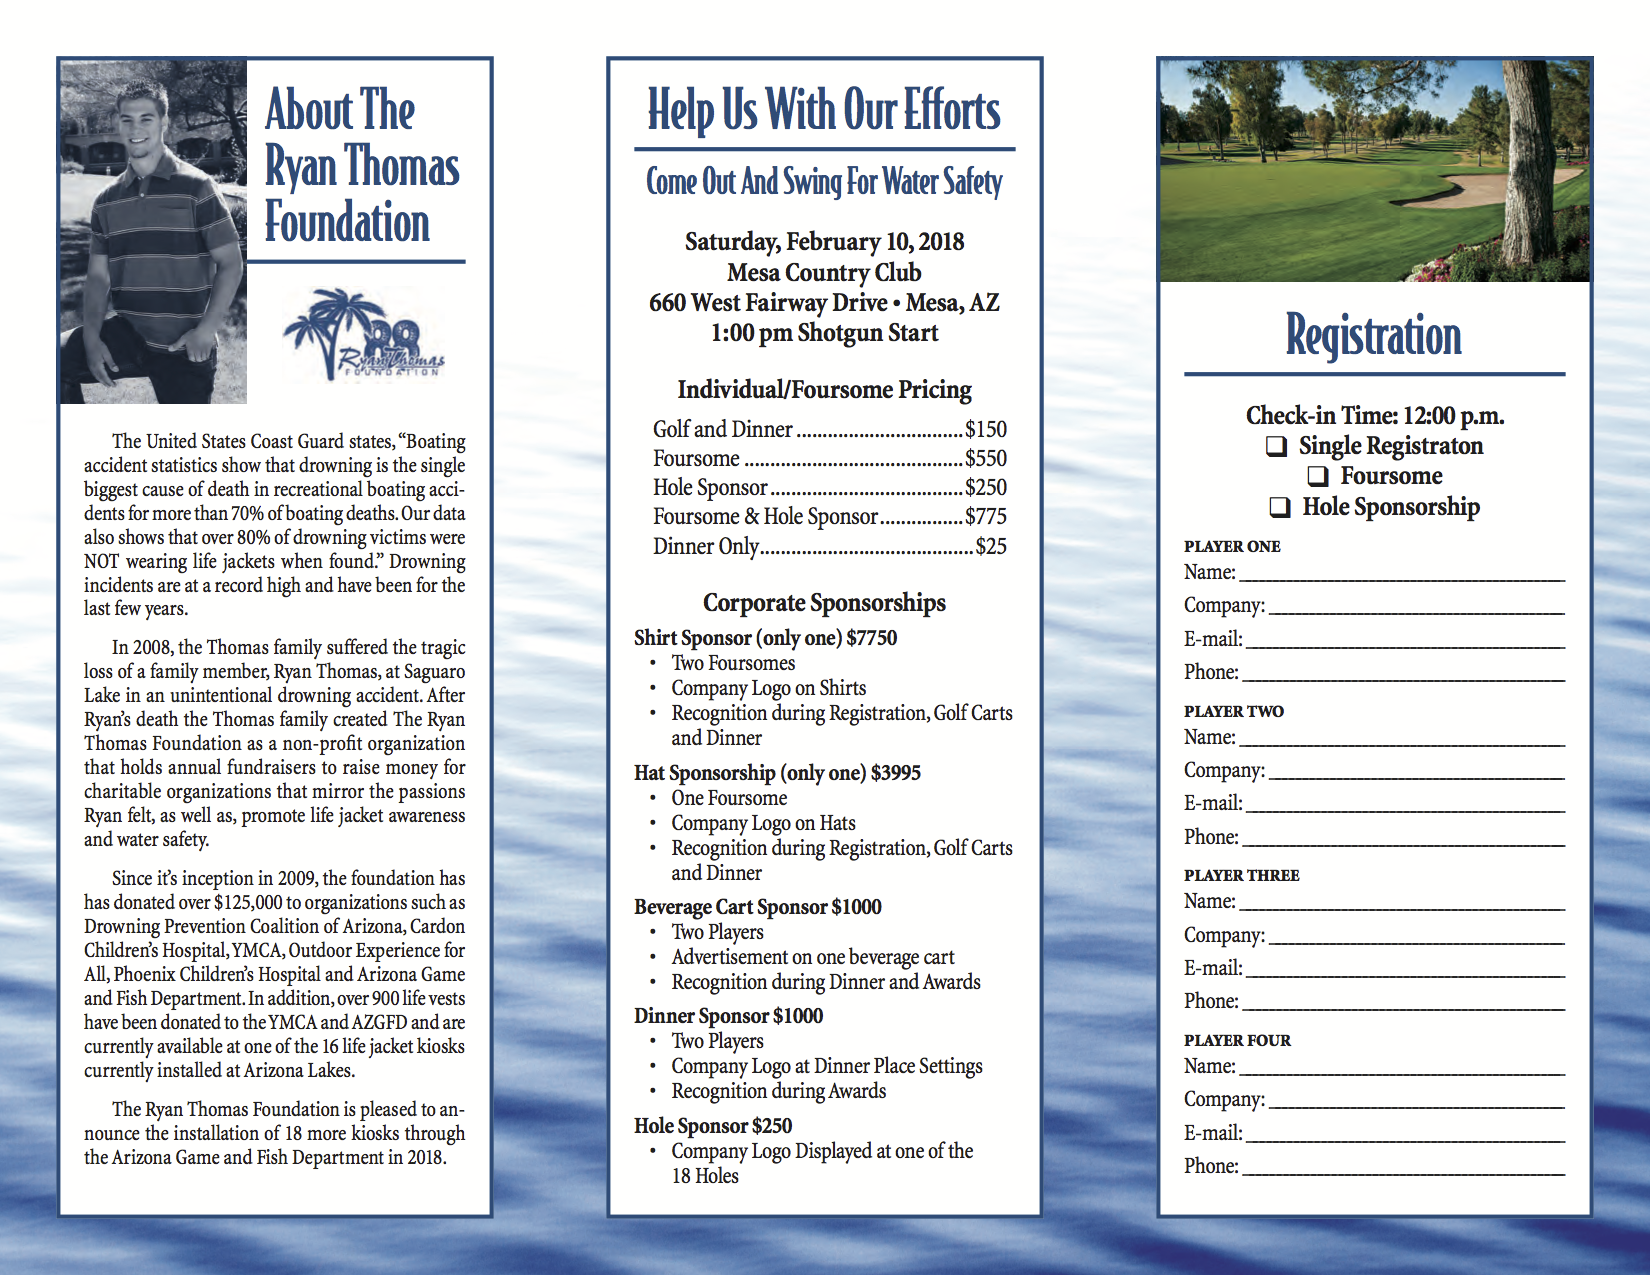 About The
Ryan Thomas
Foundation
88
Ryan Thomas
FOUNDATION
The United States Coast Guard states, “Boating
accident statistics show that drowning is the single
biggest cause of death in recreational boating acci-
dents for more than 70% of boating deaths. Our data
also shows that over 80% of drowning victims were
NOT wearing life jackets when found.” Drowning
incidents are at a record high and have been for the
last few years.
In 2008, the Thomas family suffered the tragic
loss of a family member, Ryan Thomas, at Saguaro
Lake in an unintentional drowning accident. After
Ryan’s death the Thomas family created The Ryan
Thomas Foundation as a non-profit organization
that holds annual fundraisers to raise money for
charitable organizations that mirror the passions
Ryan felt, as well as, promote life jacket awareness
and water safety.
Since it’s inception in 2009, the foundation has
has donated over $125,000 to organizations such as
Drowning Prevention Coalition of Arizona, Cardon
Children’s Hospital, YMCA, Outdoor Experience for
All, Phoenix Children’s Hospital and Arizona Game
and Fish Department. In addition, over 900 life vests
have been donated to the YMCA and AZGFD and are
currently available at one of the 16 life jacket kiosks
currently installed at Arizona Lakes.
The Ryan Thomas Foundation is pleased to an-
nounce the installation of 18 more kiosks through
the Arizona Game and Fish Department in 2018.
Help Us With Our Efforts
Come Out And Swing For Water Safety
Saturday, February 10, 2018
Mesa Country Club
660 West Fairway Drive • Mesa, AZ
1:00 pm Shotgun Start
Individual/Foursome Pricing
Golf and Dinner ................................ $150
Foursome .......................................... $550
Hole Sponsor ..................................... $250
Foursome & Hole Sponsor ................ $775
Dinner Only ......................................... $25
Corporate Sponsorships
Shirt Sponsor (only one) $7750
• Two Foursomes
• Company Logo on Shirts
• Recognition during Registration, Golf Carts
and Dinner
Hat Sponsorship (only one) $3995
• One Foursome
• Company Logo on Hats
• Recognition during Registration, Golf Carts
and Dinner
Beverage Cart Sponsor $1000
• Two Players
• Advertisement on one beverage cart
• Recognition during Dinner and Awards
Dinner Sponsor $1000
• Two Players
• Company Logo at Dinner Place Settings
• Recognition during Awards
Hole Sponsor $250
• Company Logo Displayed at one of the
18 Holes
Registration
Check-in Time: 12:00 p.m.
❑ Single Registraton
❑ Foursome
❑ Hole Sponsorship
PLAYER ONE
Name:
Company:
E-mail:
Phone:
PLAYER TWO
Name:
Company:
E-mail:
Phone:
PLAYER THREE
Name:
Company:
E-mail:
Phone:
PLAYER FOUR
Name:
Company:
E-mail:
Phone: